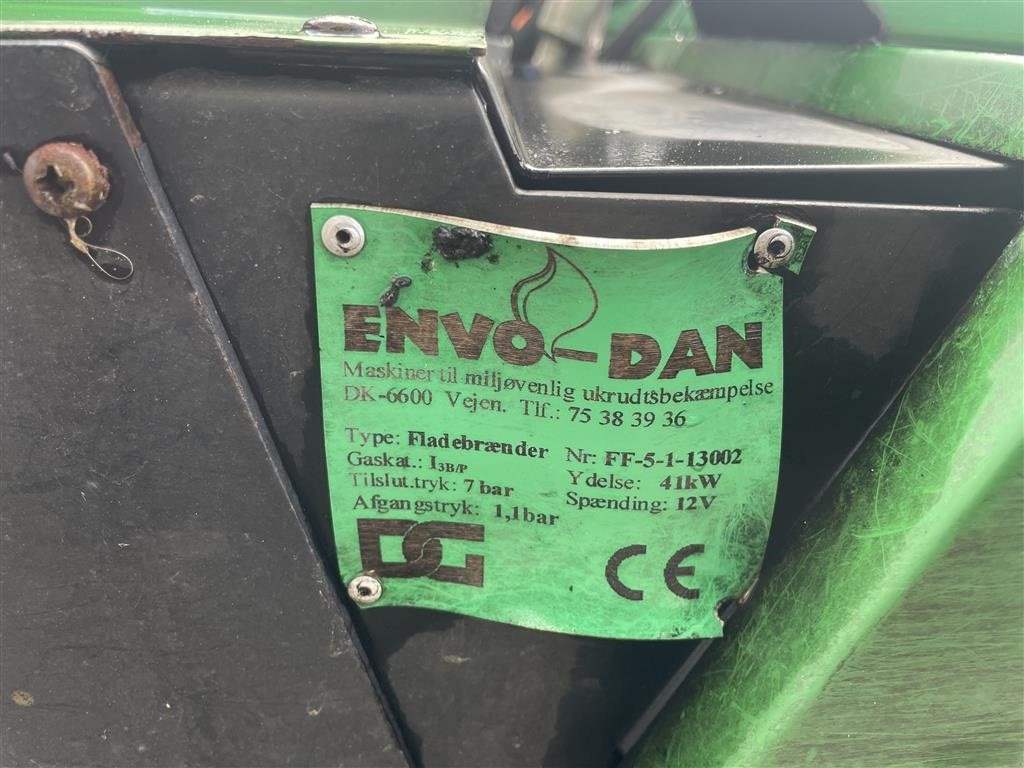 ENVO-DAN
Maskiner til miljøvenlig ukrudtsbekæmpelse
DK-6600 Vejen. Tlf.: 75 38 39 36
Type: Fladebrænder Nr: FF-5-1-13002
Gaskat.: I3B/P Ydelse: 41kW
Tilslut.tryk: 7 bar Spænding: 12V
Afgangstryk: 1,1bar
DG
CE